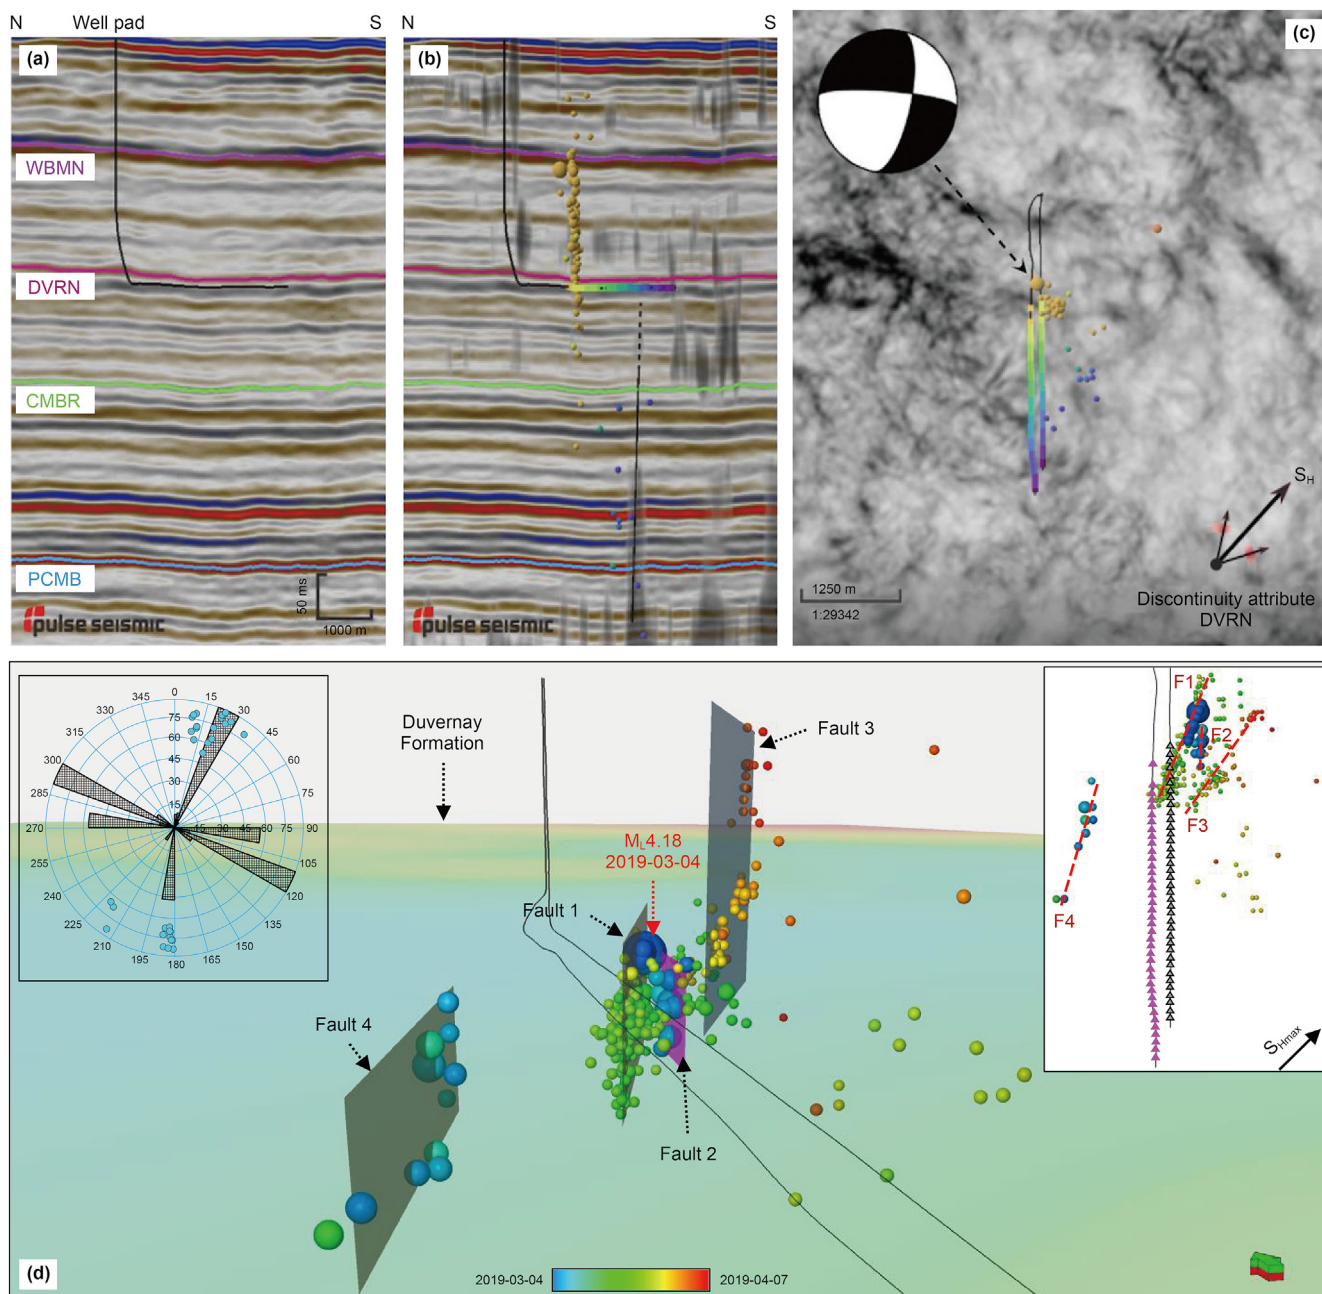 N
Well pad
S
N
S
(a)
(b)
(c)
WBMN
DVRN
CMBR
PCMB
50 ms
1000 m
pulse seismic
pulse seismic
1250 m
1:29342
S_H
Discontinuity attribute
DVRN
0
15
30
45
60
75
90
105
120
135
150
165
180
195
210
225
240
255
270
285
300
315
330
345
75
60
45
30
15
15
30
45
60
75
Duvernay
Formation
Fault 3
M_L4.18
2019-03-04
Fault 1
Fault 4
Fault 2
F1
F2
F3
F4
S_Hmax
(d)
2019-03-04
2019-04-07